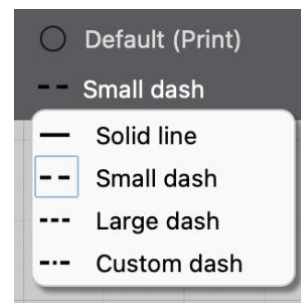 Default (Print)
Small dash
Solid line
Small dash
Large dash
Custom dash